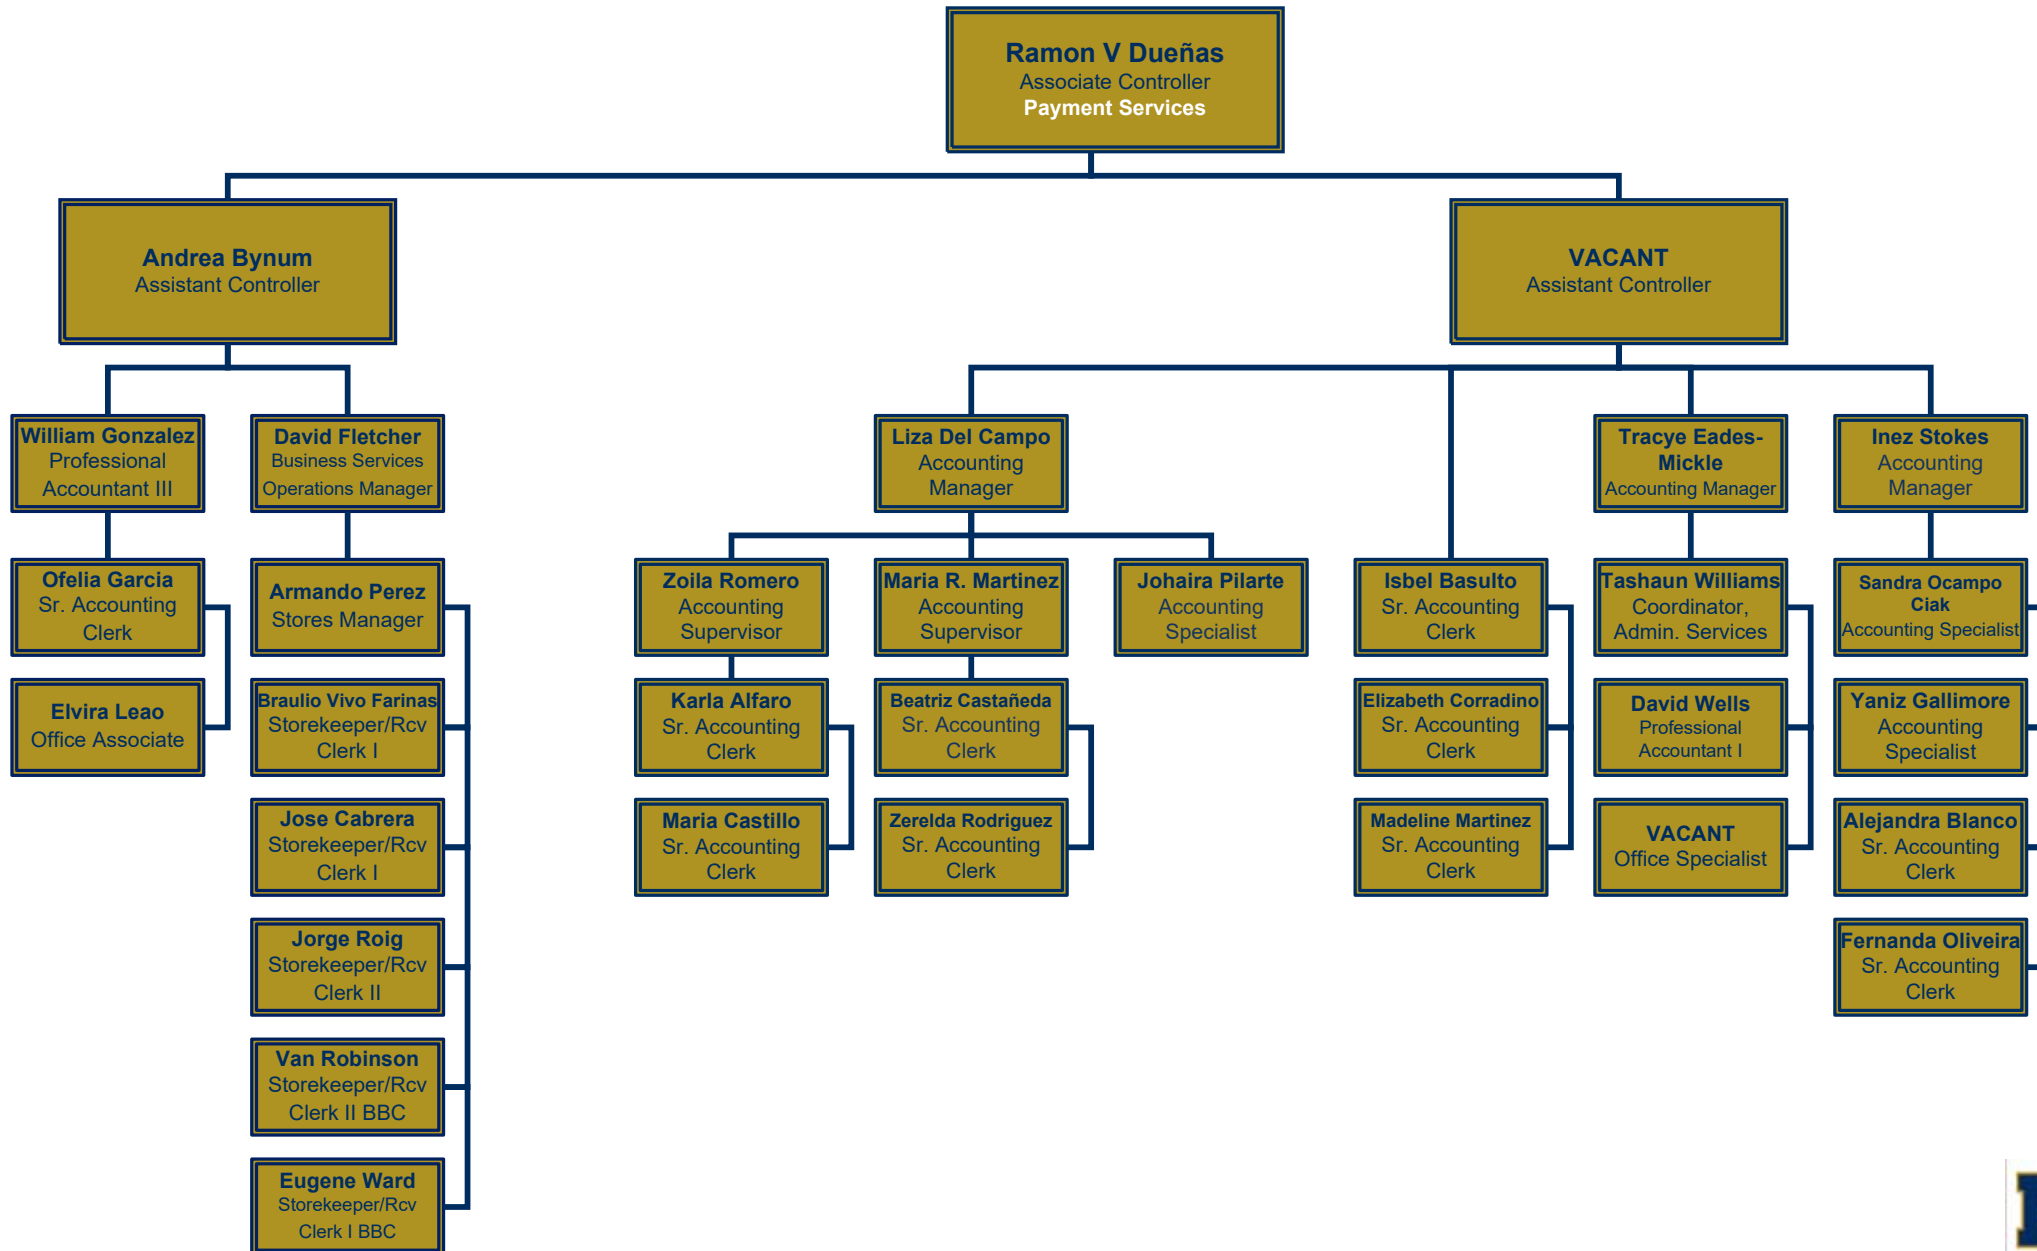 Ramon V Dueñas
Associate Controller
Payment Services
Andrea Bynum
Assistant Controller
VACANT
Assistant Controller
William Gonzalez
Professional
Accountant III
David Fletcher
Business Services
Operations Manager
Liza Del Campo
Accounting
Manager
Tracye Eades-
Mickle
Accounting Manager
Inez Stokes
Accounting
Manager
Ofelia Garcia
Sr. Accounting
Clerk
Armando Perez
Stores Manager
Zoila Romero
Accounting
Supervisor
Maria R. Martinez
Accounting
Supervisor
Johaira Pilarte
Accounting
Specialist
Isbel Basulto
Sr. Accounting
Clerk
Tashaun Williams
Coordinator,
Admin. Services
Sandra Ocampo
Ciak
Accounting Specialist
Elvira Leao
Office Associate
Braulio Vivo Farinas
Storekeeper/Rcv
Clerk I
Karla Alfaro
Sr. Accounting
Clerk
Beatriz Castañeda
Sr. Accounting
Clerk
Elizabeth Corradino
Sr. Accounting
Clerk
David Wells
Professional
Accountant I
Yaniz Gallimore
Accounting
Specialist
Jose Cabrera
Storekeeper/Rcv
Clerk I
Maria Castillo
Sr. Accounting
Clerk
Zerelda Rodriguez
Sr. Accounting
Clerk
Madeline Martinez
Sr. Accounting
Clerk
VACANT
Office Specialist
Alejandra Blanco
Sr. Accounting
Clerk
Jorge Roig
Storekeeper/Rcv
Clerk II
Fernanda Oliveira
Sr. Accounting
Clerk
Van Robinson
Storekeeper/Rcv
Clerk II BBC
Eugene Ward
Storekeeper/Rcv
Clerk I BBC